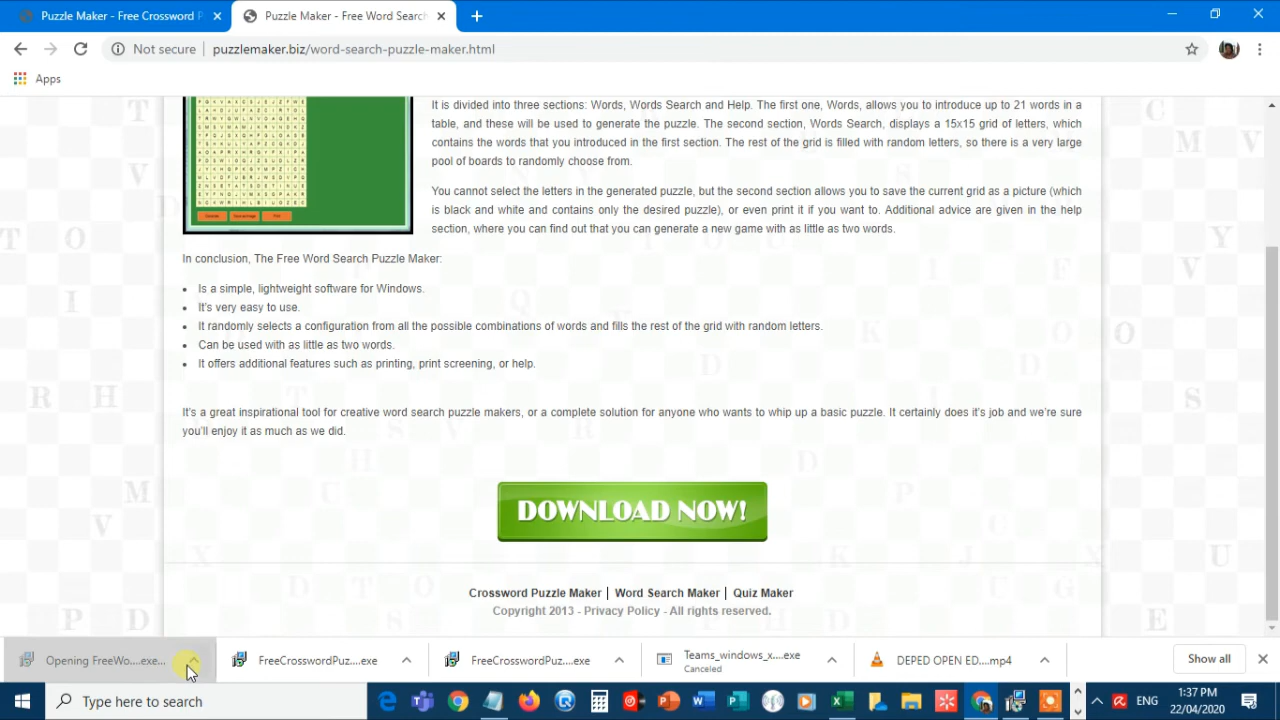 Puzzle Maker - Free Crossword P
Puzzle Maker - Free Word Search
Not secure | puzzlemaker.biz/word-search-puzzle-maker.html
Apps
It is divided into three sections: Words, Words Search and Help. The first one, Words, allows you to introduce up to 21 words in a
table, and these will be used to generate the puzzle. The second section, Words Search, displays a 15x15 grid of letters, which
contains the words that you introduced in the first section. The rest of the grid is filled with random letters, so there is a very large
pool of boards to randomly choose from.
You cannot select the letters in the generated puzzle, but the second section allows you to save the current grid as a picture (which
is black and white and contains only the desired puzzle), or even print it if you want to. Additional advice are given in the help
section, where you can find out that you can generate a new game with as little as two words.
In conclusion, The Free Word Search Puzzle Maker:
• Is a simple, lightweight software for Windows.
• It's very easy to use.
• It randomly selects a configuration from all the possible combinations of words and fills the rest of the grid with random letters.
• Can be used with as little as two words.
• It offers additional features such as printing, print screening, or help.
It's a great inspirational tool for creative word search puzzle makers, or a complete solution for anyone who wants to whip up a basic puzzle. It certainly does it's job and we're sure
you'll enjoy it as much as we did.
DOWNLOAD NOW!
Crossword Puzzle Maker | Word Search Maker | Quiz Maker
Copyright 2013 - Privacy Policy - All rights reserved.
Opening FreeWo....exe...
FreeCrosswordPuz....exe
FreeCrosswordPuz....exe
Teams_windows_x....exe
Canceled
DEPED OPEN ED....mp4
Show all
Type here to search
ENG
1:37 PM
22/04/2020